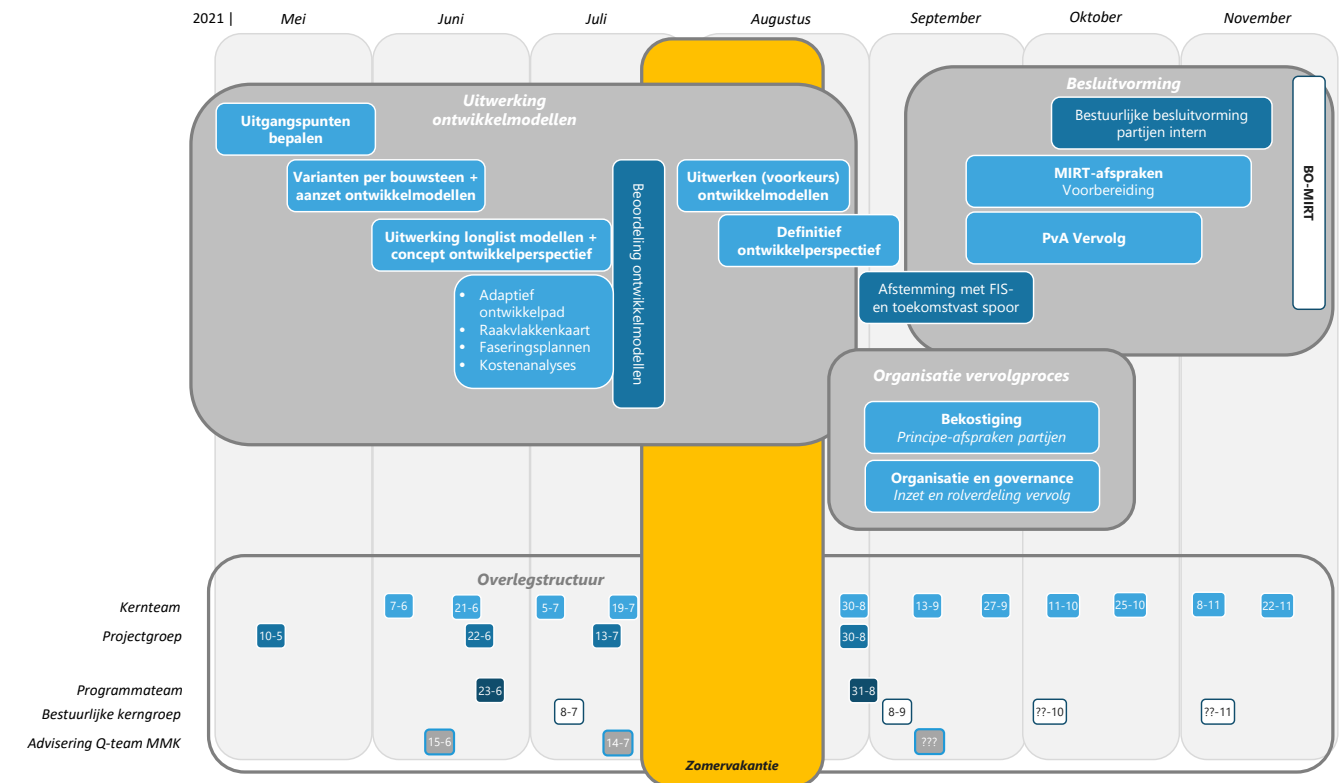 2021 | Mei Juni Juli Augustus September Oktober November
Uitwerking
ontwikkelmodellen
Uitgangspunten
bepalen
Varianten per bouwsteen +
aanzet ontwikkelmodellen
Uitwerking longlist modellen +
concept ontwikkelperspectief
• Adaptief
ontwikkelpad
• Raakvlakkenkaart
• Faseringsplannen
• Kostenanalyses
Beoordeling ontwikkelmodellen
Uitwerken (voorkeurs)
ontwikkelmodellen
Definitief
ontwikkelperspectief
Besluitvorming
Bestuurlijke besluitvorming
partijen intern
MIRT-afspraken
Voorbereiding
PvA Vervolg
Afstemming met FIS-
en toekomstvast spoor
BO-MIRT
Organisatie vervolgproces
Bekostiging
Principe-afspraken partijen
Organisatie en governance
Inzet en rolverdeling vervolg
Overlegstructuur
Kernteam 7-6 21-6 5-7 19-7 30-8 13-9 27-9 11-10 25-10 8-11 22-11
Projectgroep 10-5 22-6 13-7 30-8
Programmateam 23-6 31-8
Bestuurlijke kerngroep 8-7 8-9 ??-10 ??-11
Advisering Q-team MMK 15-6 14-7 ???
Zomervakantie